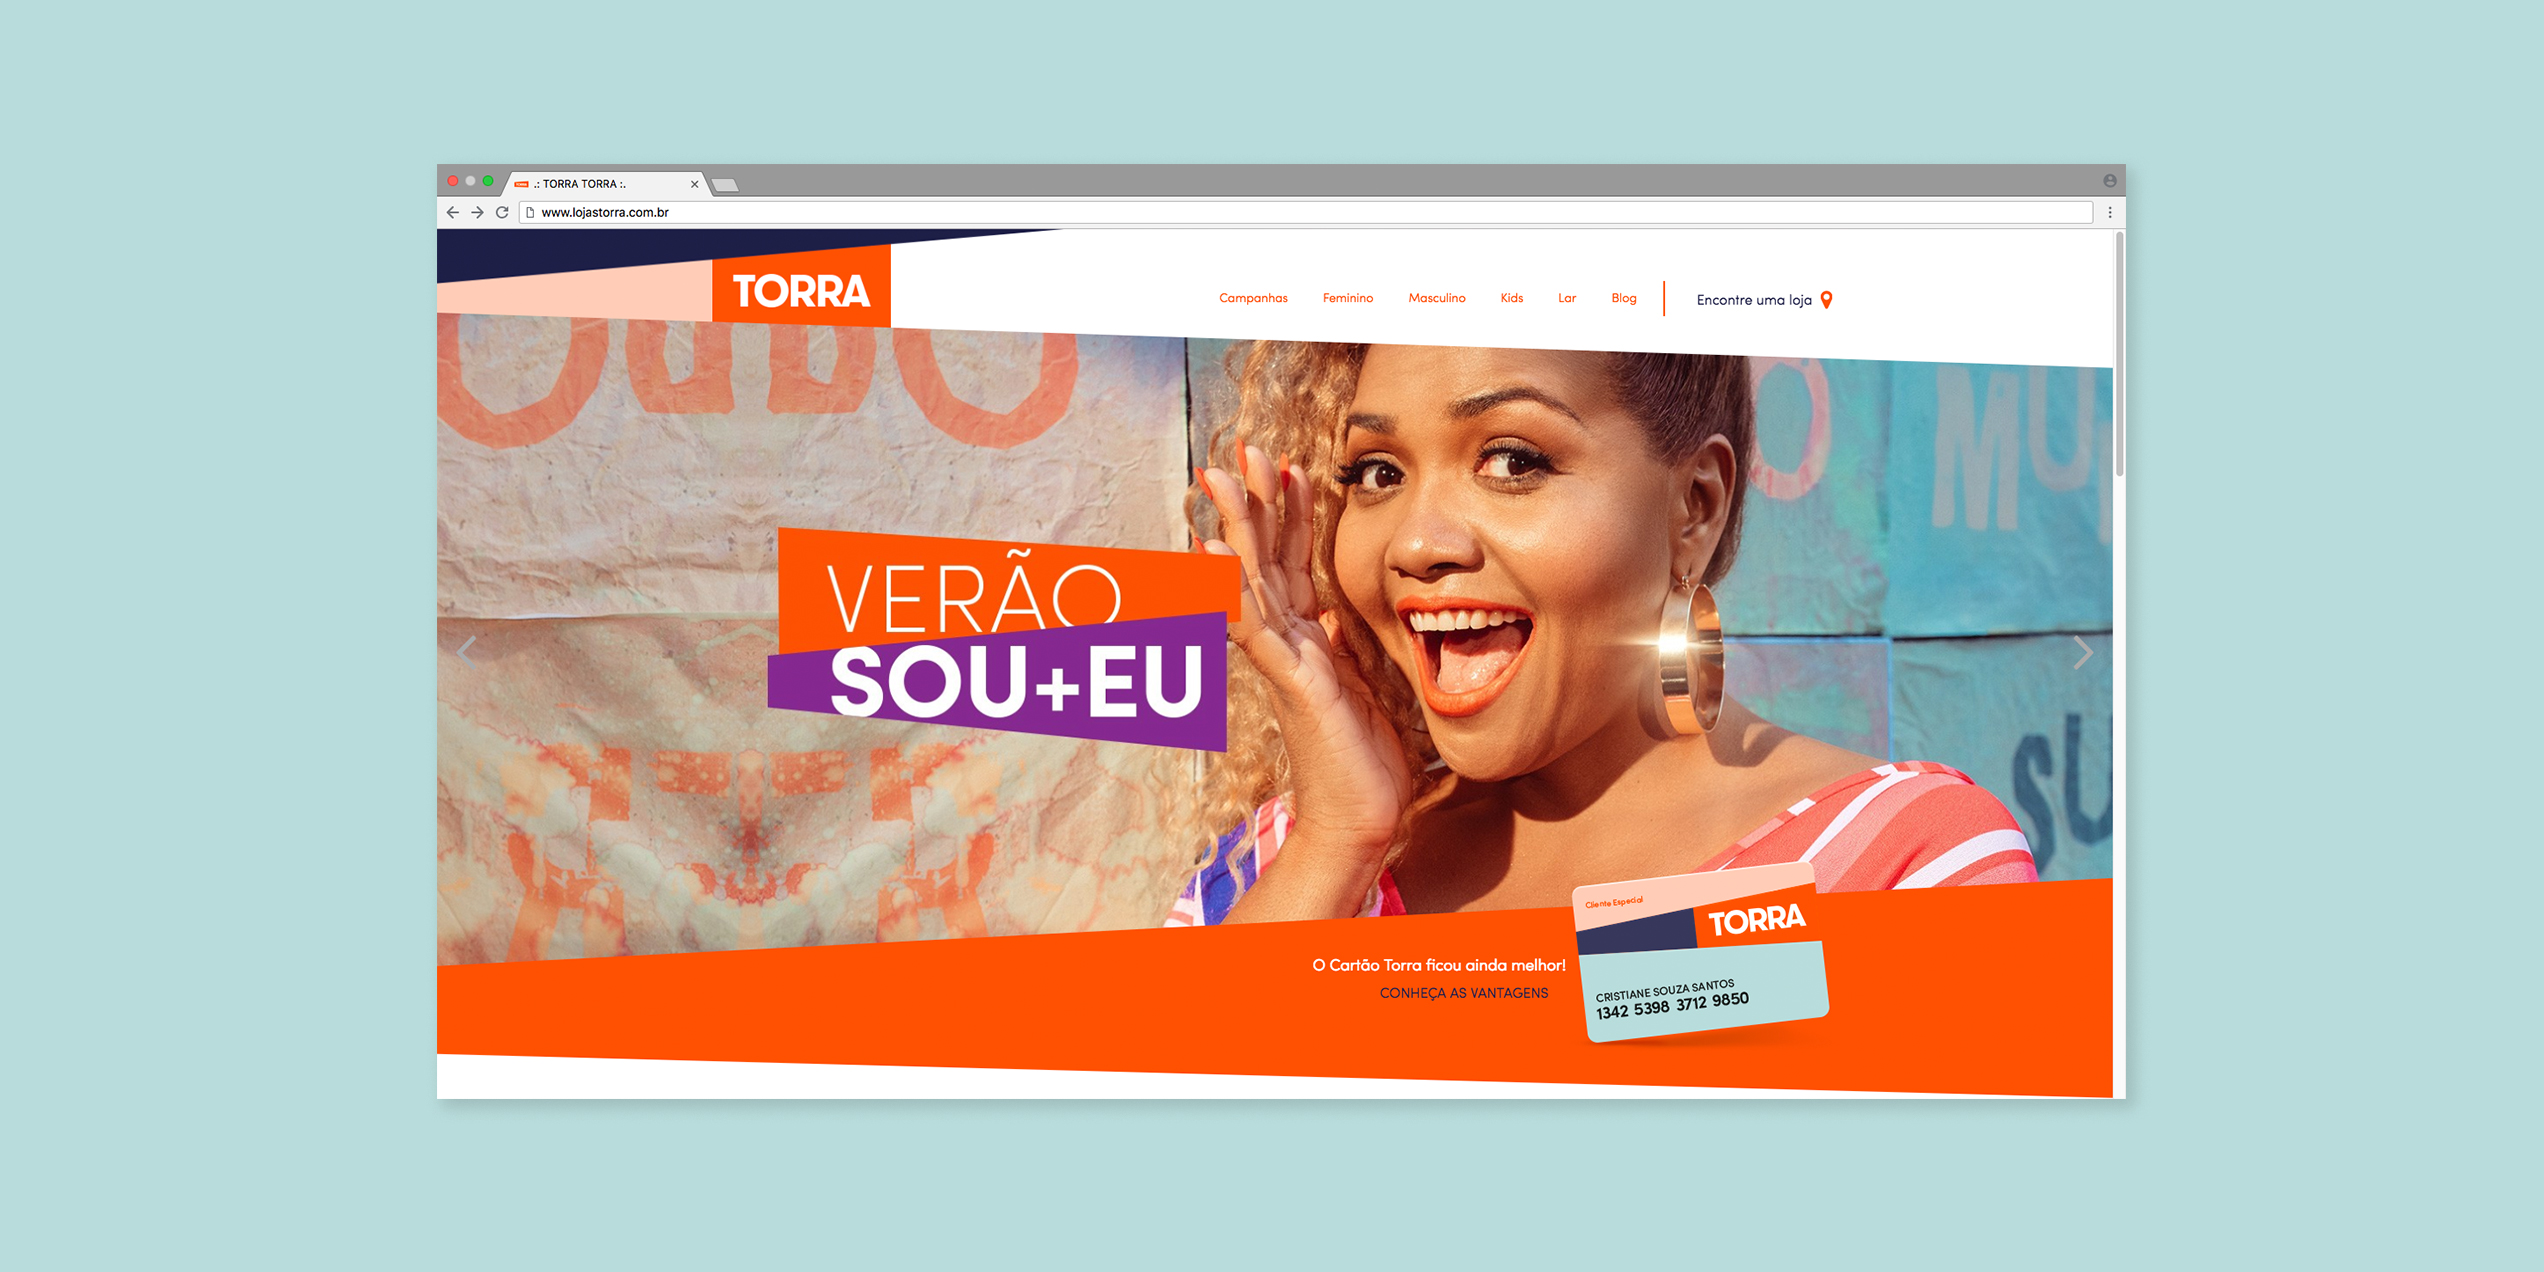 .: TORRA TORRA :.
www.lojastorra.com.br
TORRA
Campanhas Feminino Masculino Kids Lar Blog Encontre uma loja
VERÃO
SOU+EU
O Cartão Torra ficou ainda melhor!
CONHEÇA AS VANTAGENS
Cliente Especial
TORRA
CRISTIANE SOUZA SANTOS
1342 5398 3712 9850